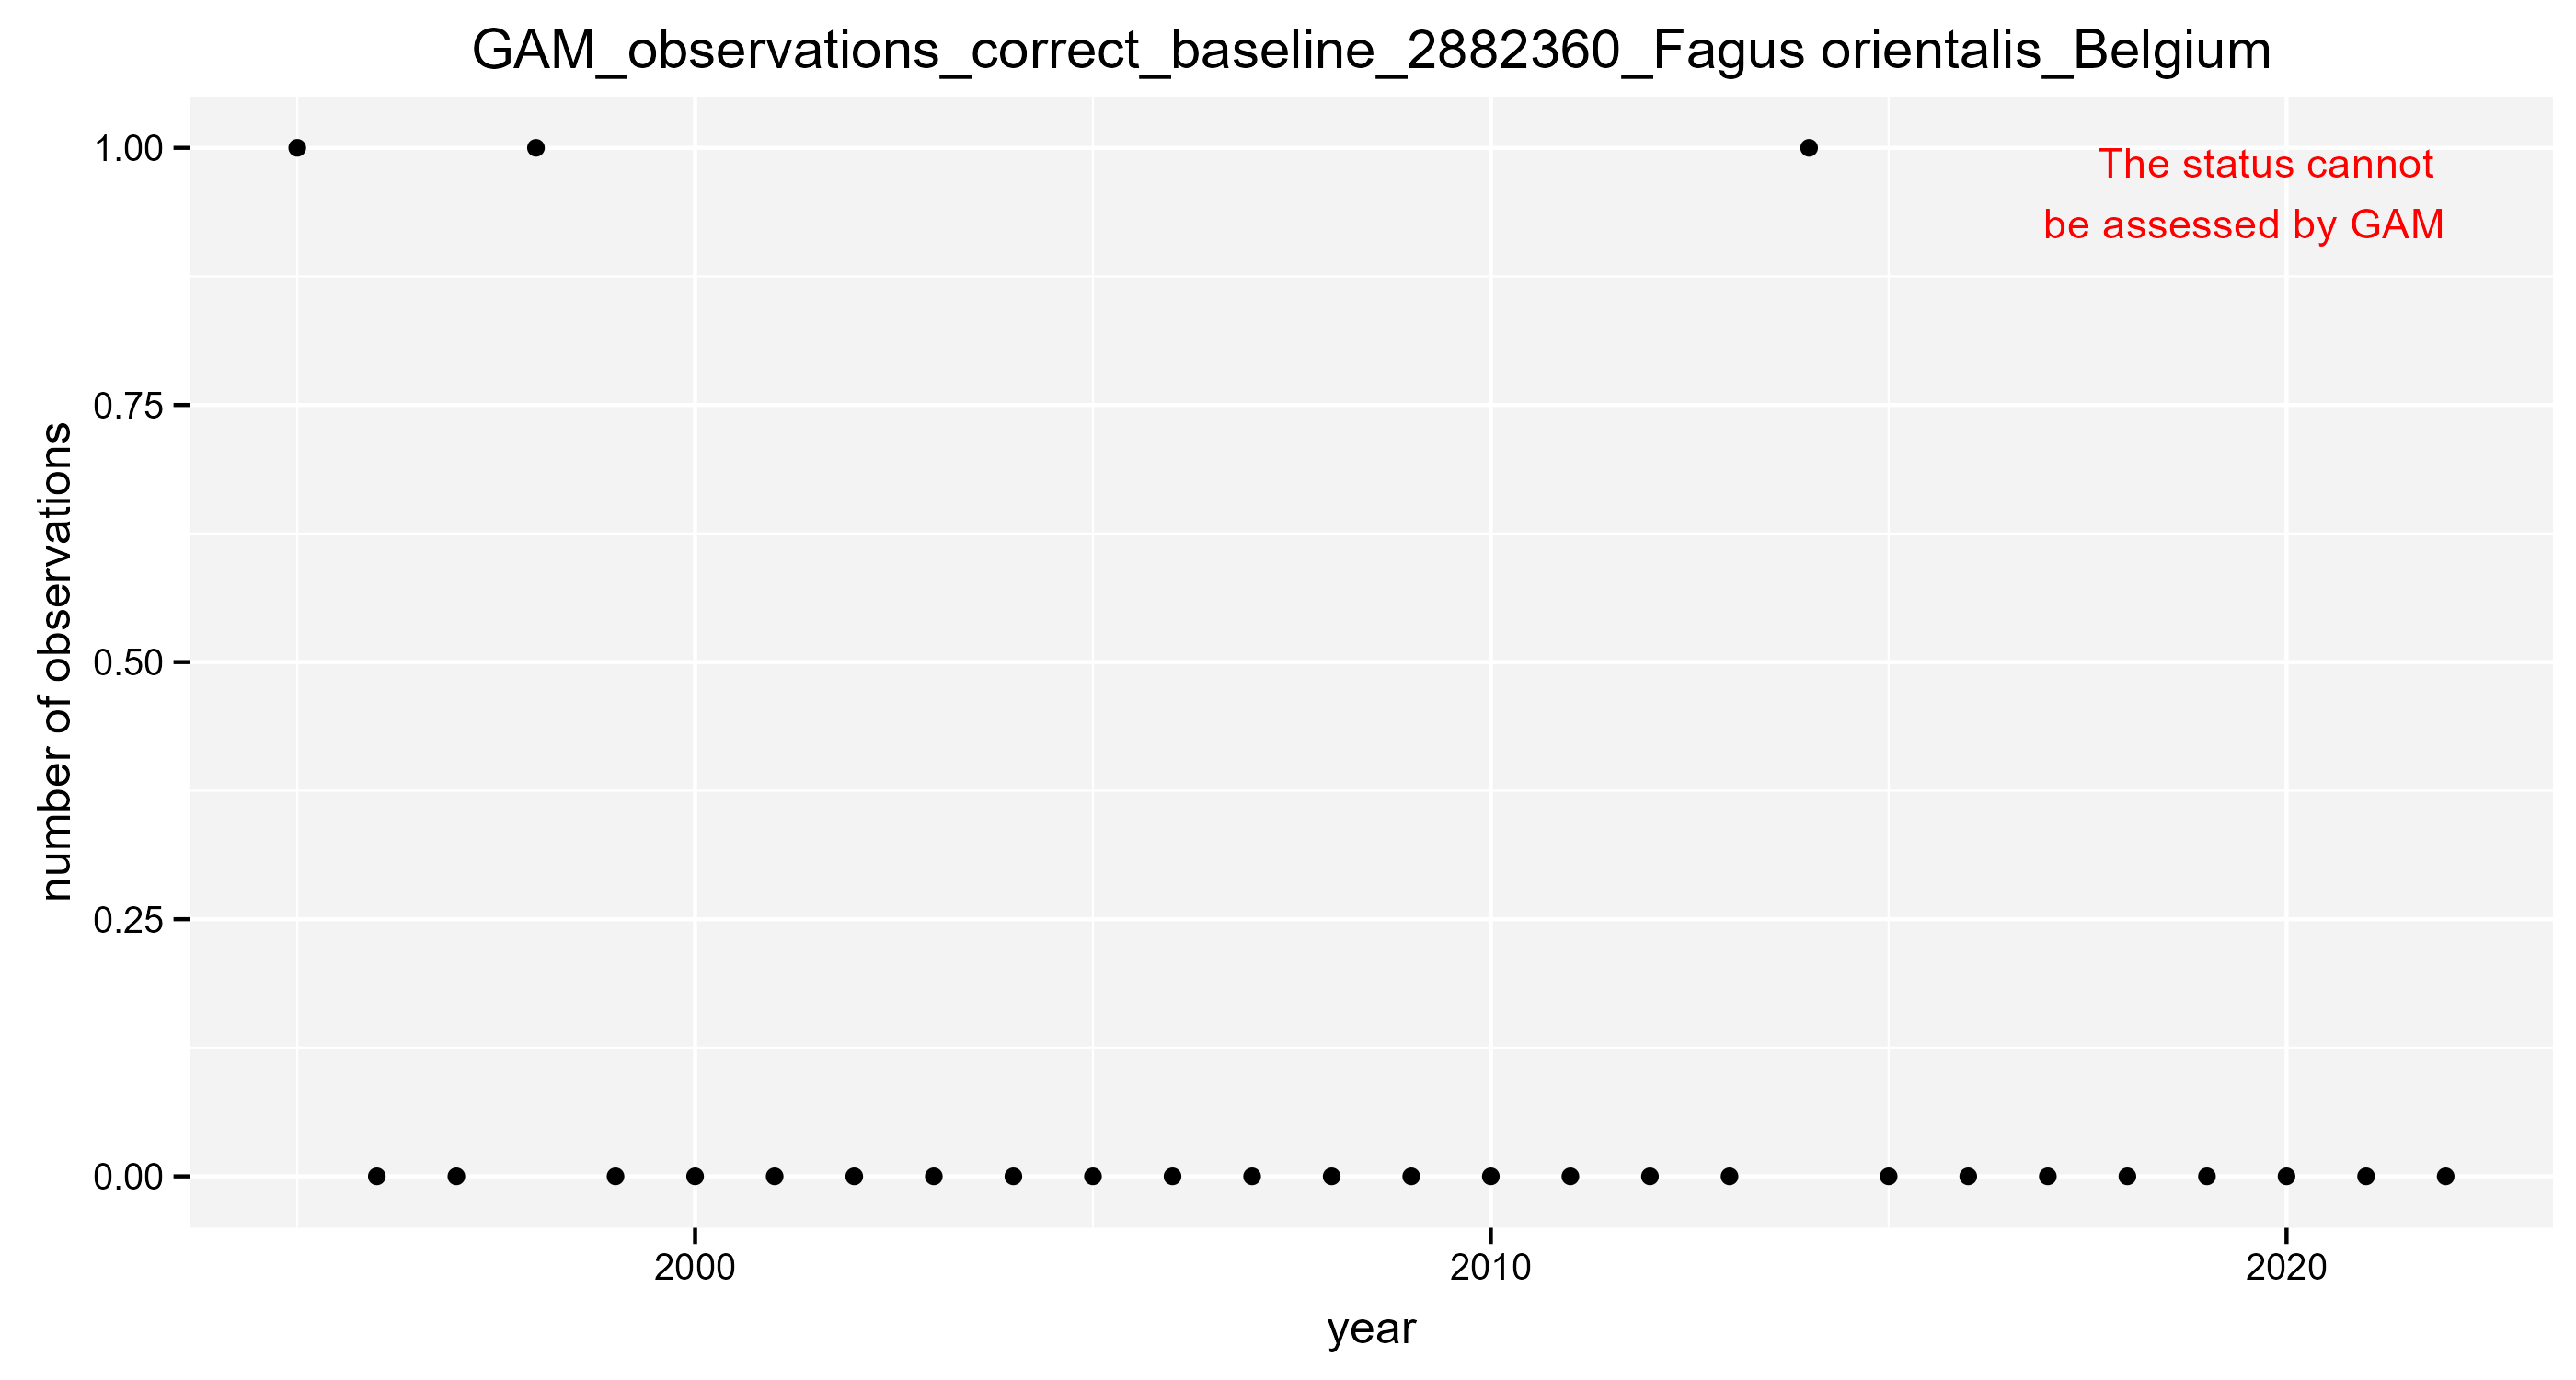 GAM_observations_correct_baseline_2882360_Fagus orientalis_Belgium
The status cannot
be assessed by GAM
number of observations
1.00
0.75
0.50
0.25
0.00
2000
2010
2020
year